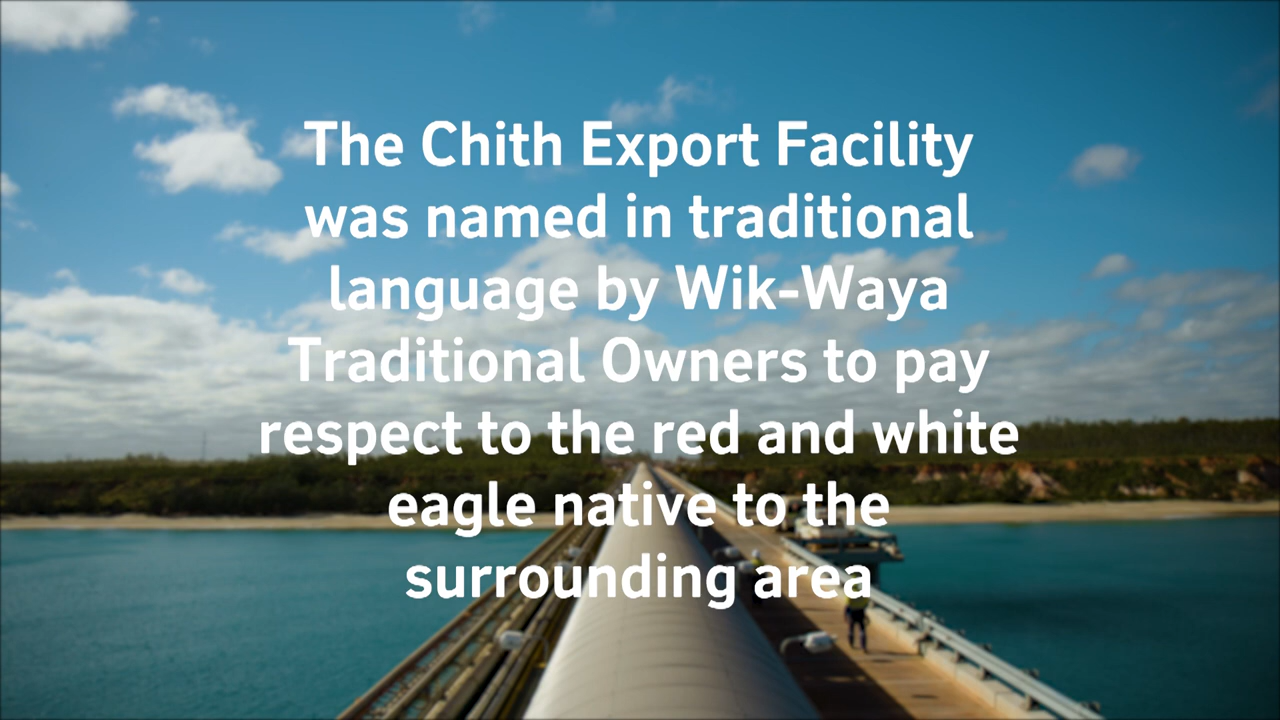 The Chith Export Facility
was named in traditional
language by Wik-Waya
Traditional Owners to pay
respect to the red and white
eagle native to the
surrounding area